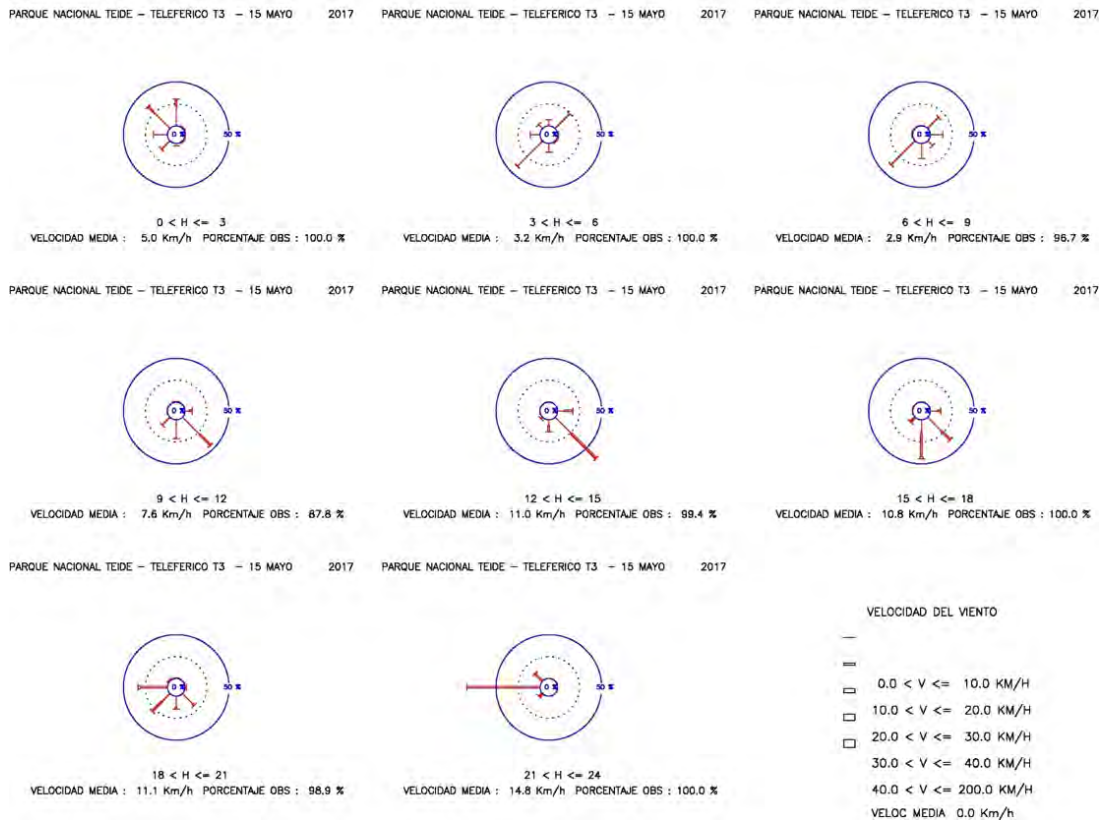 PARQUE NACIONAL TEIDE – TELEFERICO T3 – 15 MAYO 2017
PARQUE NACIONAL TEIDE – TELEFERICO T3 – 15 MAYO 2017
PARQUE NACIONAL TEIDE – TELEFERICO T3 – 15 MAYO 2017
0 % 50 %
0 % 50 %
0 % 50 %
0 < H <= 3
VELOCIDAD MEDIA : 5.0 Km/h PORCENTAJE OBS : 100.0 %
3 < H <= 6
VELOCIDAD MEDIA : 3.2 Km/h PORCENTAJE OBS : 100.0 %
6 < H <= 9
VELOCIDAD MEDIA : 2.9 Km/h PORCENTAJE OBS : 96.7 %
PARQUE NACIONAL TEIDE – TELEFERICO T3 – 15 MAYO 2017
PARQUE NACIONAL TEIDE – TELEFERICO T3 – 15 MAYO 2017
PARQUE NACIONAL TEIDE – TELEFERICO T3 – 15 MAYO 2017
0 % 50 %
0 % 50 %
0 % 50 %
9 < H <= 12
VELOCIDAD MEDIA : 7.6 Km/h PORCENTAJE OBS : 87.8 %
12 < H <= 15
VELOCIDAD MEDIA : 11.0 Km/h PORCENTAJE OBS : 99.4 %
15 < H <= 18
VELOCIDAD MEDIA : 10.8 Km/h PORCENTAJE OBS : 100.0 %
PARQUE NACIONAL TEIDE – TELEFERICO T3 – 15 MAYO 2017
PARQUE NACIONAL TEIDE – TELEFERICO T3 – 15 MAYO 2017
0 % 50 %
0 % 50 %
18 < H <= 21
VELOCIDAD MEDIA : 11.1 Km/h PORCENTAJE OBS : 98.9 %
21 < H <= 24
VELOCIDAD MEDIA : 14.8 Km/h PORCENTAJE OBS : 100.0 %
VELOCIDAD DEL VIENTO
0.0 < V <= 10.0 KM/H
10.0 < V <= 20.0 KM/H
20.0 < V <= 30.0 KM/H
30.0 < V <= 40.0 KM/H
40.0 < V <= 200.0 KM/H
VELOC MEDIA 0.0 Km/h